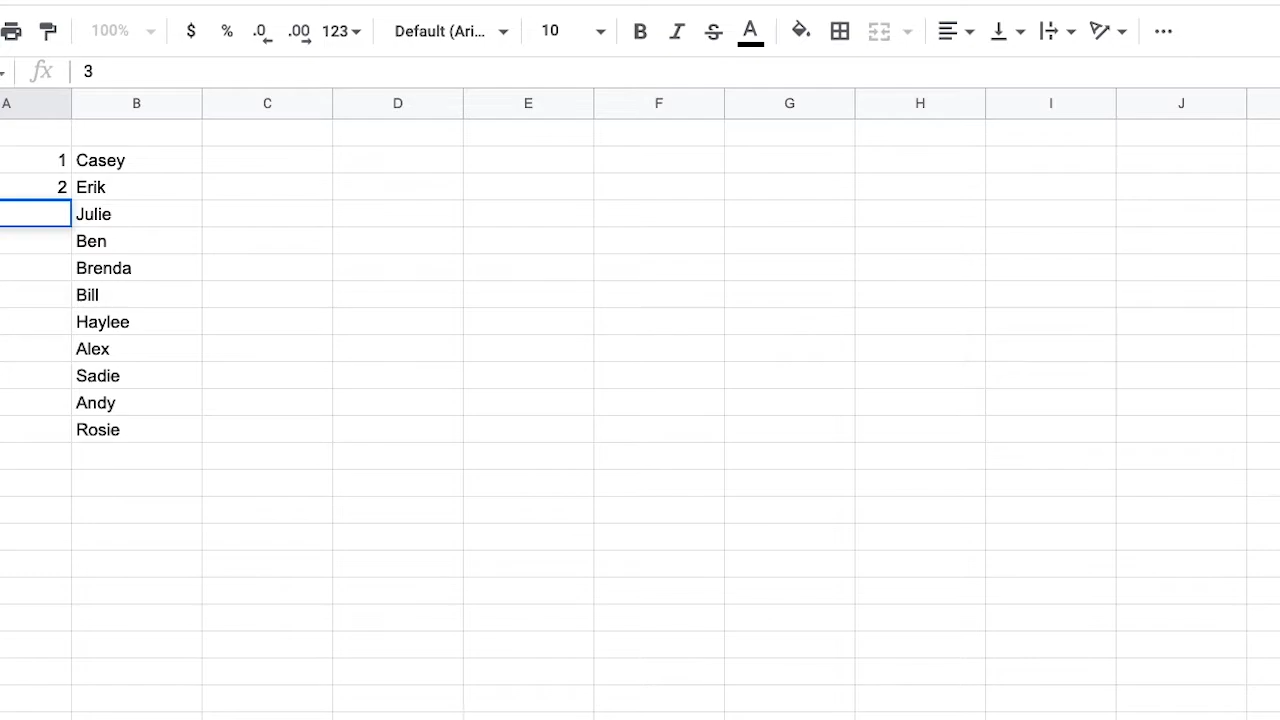 100% $ % .0 .00 123 Default (Ari... 10 B I S A
fx 3
A B C D E F G H I J
1 Casey
2 Erik
Julie
Ben
Brenda
Bill
Haylee
Alex
Sadie
Andy
Rosie